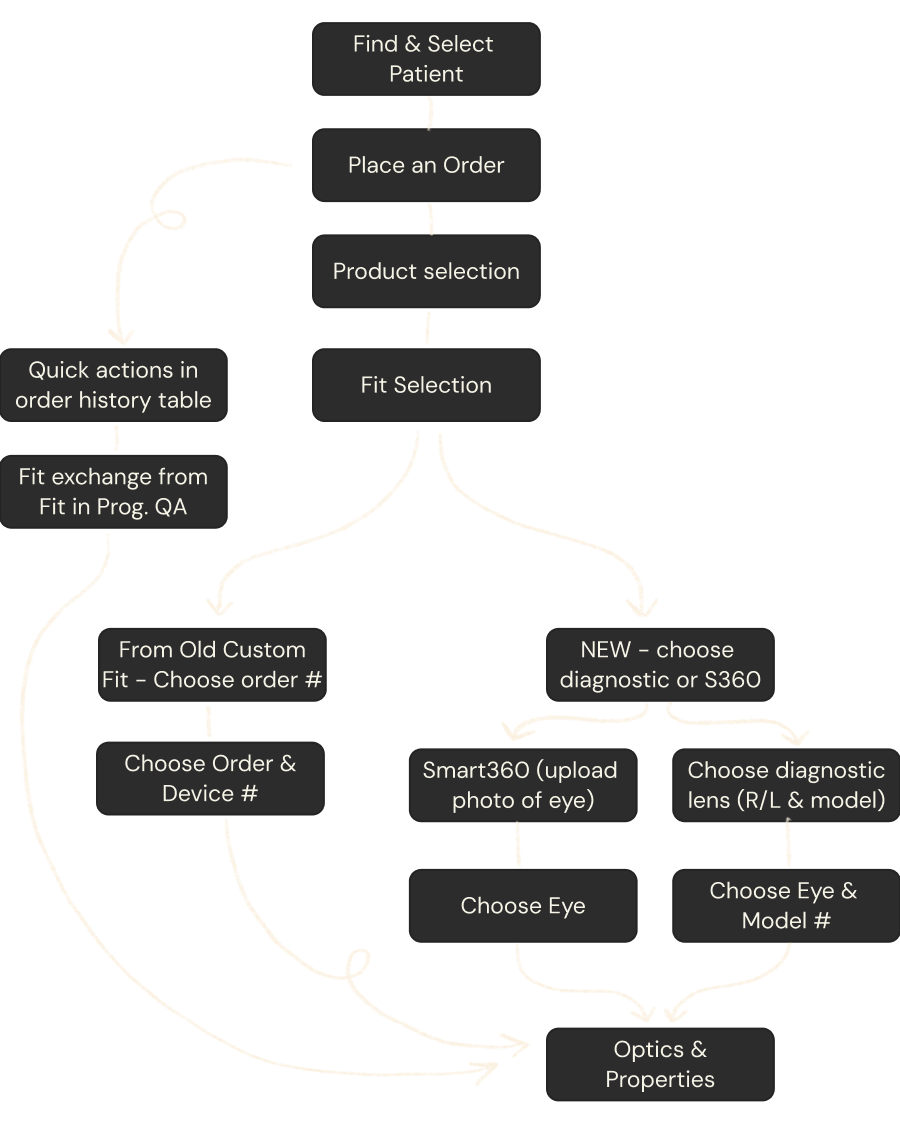 Find & Select
Patient
Place an Order
Product selection
Quick actions in
order history table
Fit Selection
Fit exchange from
Fit in Prog. QA
From Old Custom
Fit - Choose order #
NEW - choose
diagnostic or S360
Choose Order &
Device #
Smart360 (upload
photo of eye)
Choose diagnostic
lens (R/L & model)
Choose Eye
Choose Eye &
Model #
Optics &
Properties